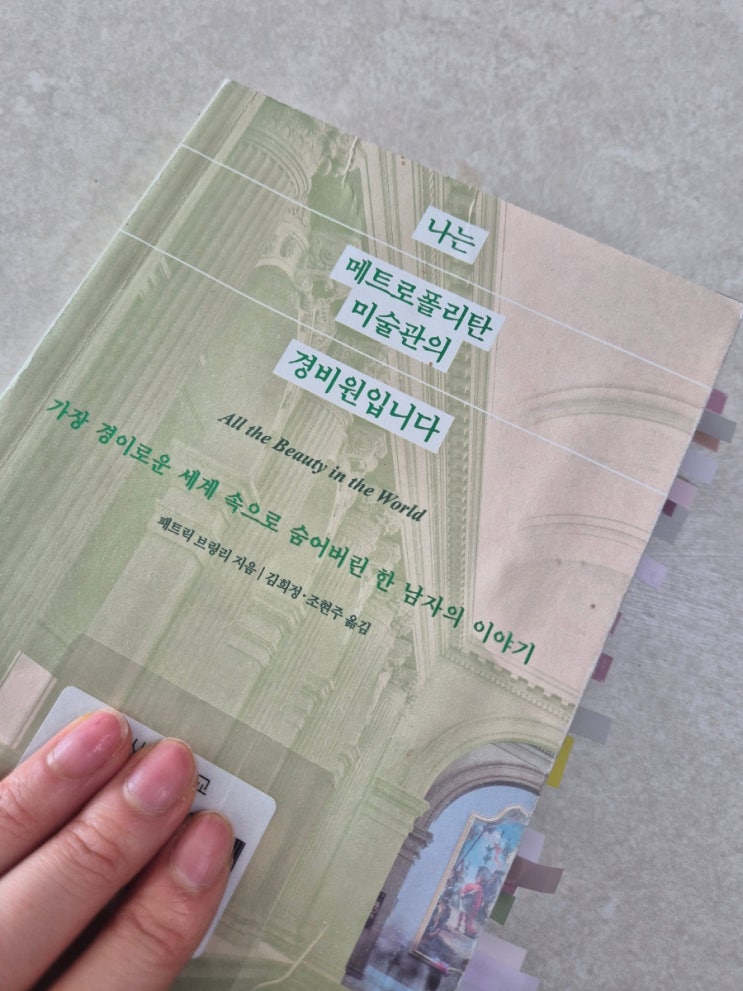 나는
메트로폴리탄
미술관의
경비원입니다
All the Beauty in the World
가장 경이로운 세계 속으로 숨어버린 한 남자의 이야기
패트릭 브링리 지음 | 김희정·조현주 옮김